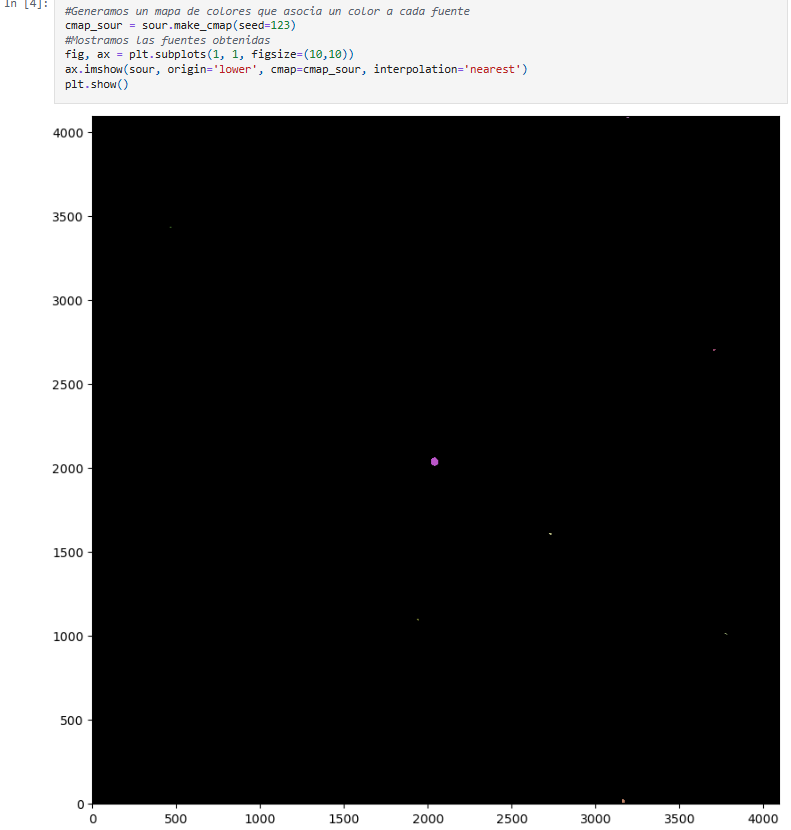 In [4]:
#Generamos un mapa de colores que asocia un color a cada fuente
cmap_sour = sour.make_cmap(seed=123)
#Mostramos las fuentes obtenidas
fig, ax = plt.subplots(1, 1, figsize=(10,10))
ax.imshow(sour, origin='lower', cmap=cmap_sour, interpolation='nearest')
plt.show()
4000
3500
3000
2500
2000
1500
1000
500
0
0 500 1000 1500 2000 2500 3000 3500 4000